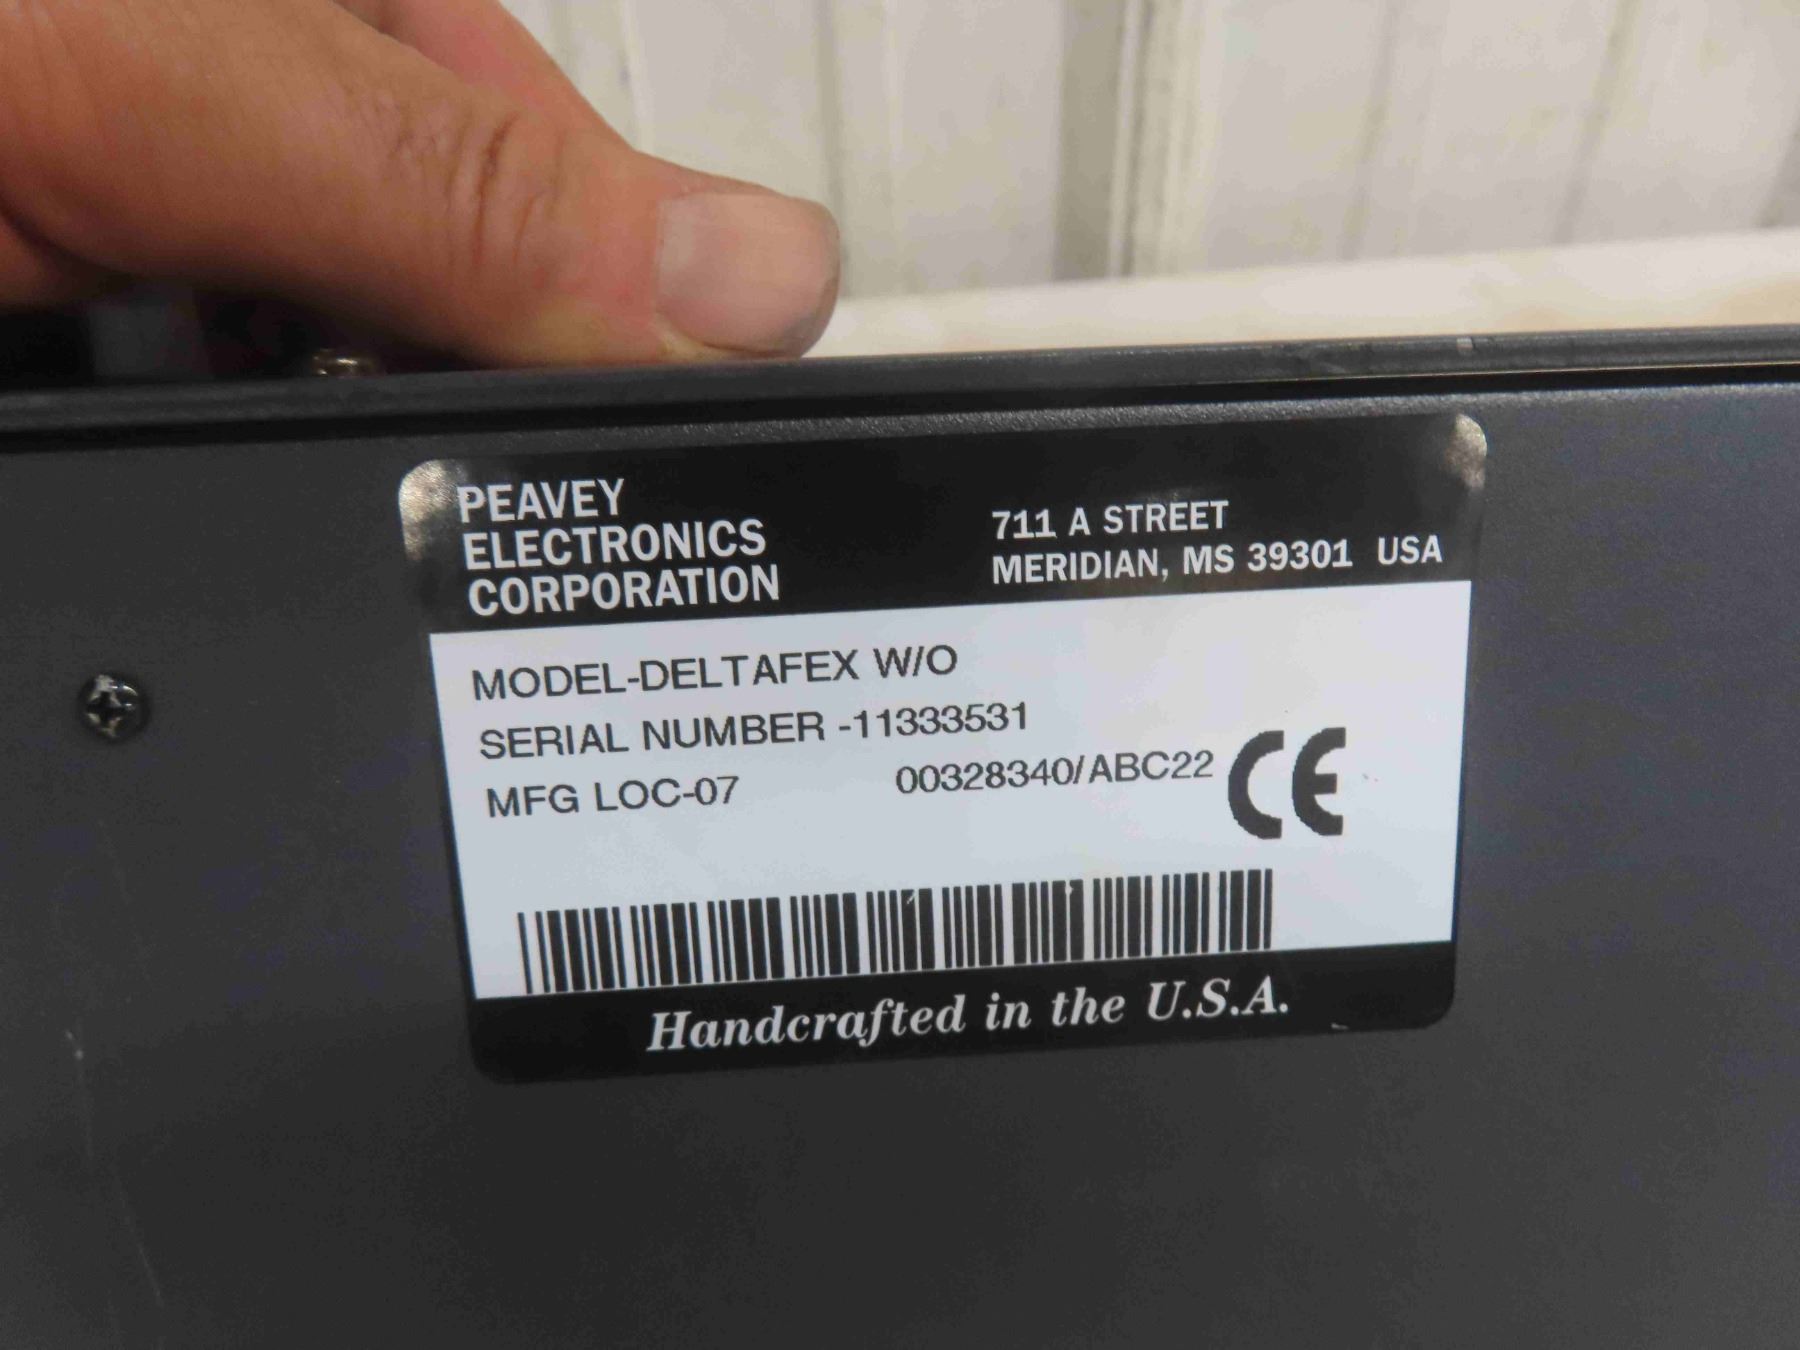 PEAVEY
ELECTRONICS
CORPORATION
711 A STREET
MERIDIAN, MS 39301 USA
MODEL-DELTAFEX W/O
SERIAL NUMBER -11333531
MFG LOC-07 00328340/ABC22 CE
Handcrafted in the U.S.A.